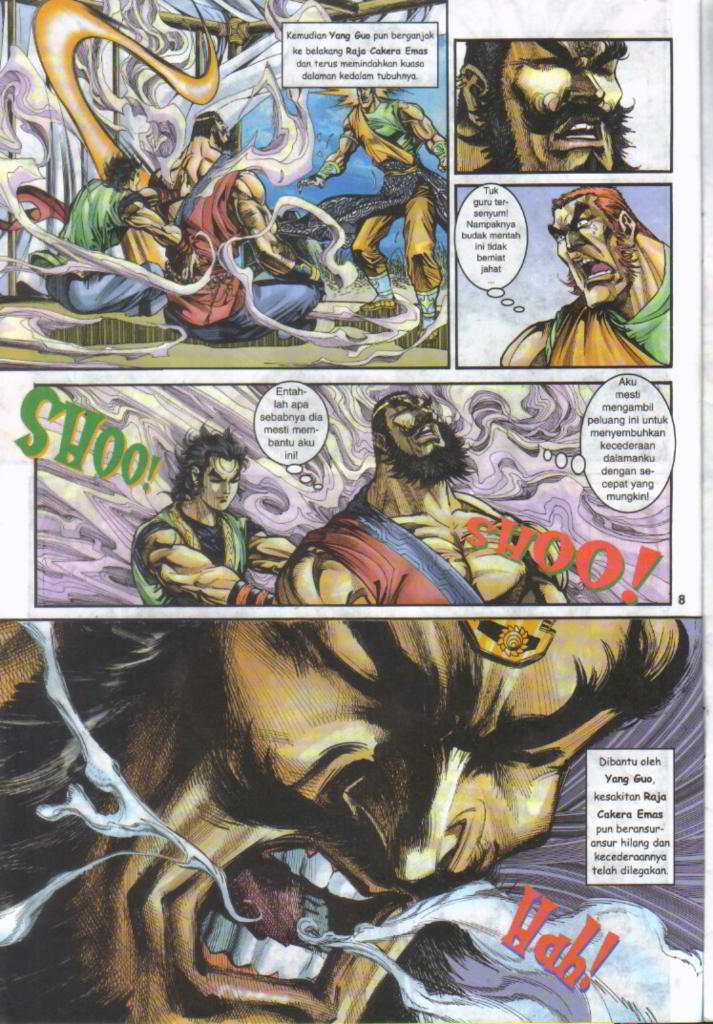 Kemudian Yang Guo pun berganjak
ke belakang Raja Cakera Emas
dan terus memindahkan kuasa
dalaman kedalam tubuhnya.
Tuk
guru ter-
senyum!
Nampaknya
budak mentah
ini tidak
berniat
jahat
...
SHOO!
Entah-
lah apa
sebabnya dia
mesti mem-
bantu aku
ini!
Aku
mesti
mengambil
peluang ini untuk
menyembuhkan
kecederaan
dalamanku
dengan se-
cepat yang
mungkin!
SHOO!
8
Dibantu oleh
Yang Guo,
kesakitan Raja
Cakera Emas
pun beransur-
ansur hilang dan
kecederaannya
telah dilegakan.
Hah!